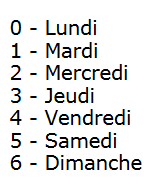 0 - Lundi
1 - Mardi
2 - Mercredi
3 - Jeudi
4 - Vendredi
5 - Samedi
6 - Dimanche